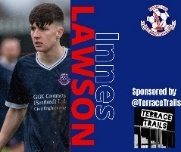 Innes
LAWSON
Sponsored by
@TerraceTrails
TERRACE
TRAILS